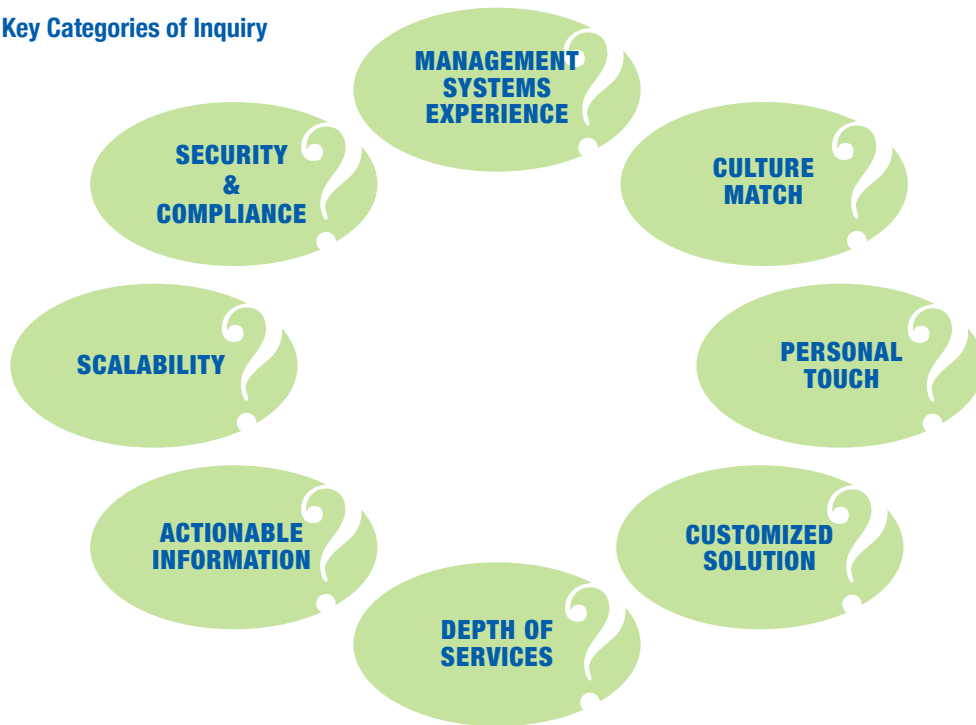 Key Categories of Inquiry
MANAGEMENT
SYSTEMS
EXPERIENCE
?
CULTURE
MATCH
?
PERSONAL
TOUCH
?
CUSTOMIZED
SOLUTION
?
DEPTH OF
SERVICES
?
ACTIONABLE
INFORMATION
?
SCALABILITY
?
SECURITY
&
COMPLIANCE
?